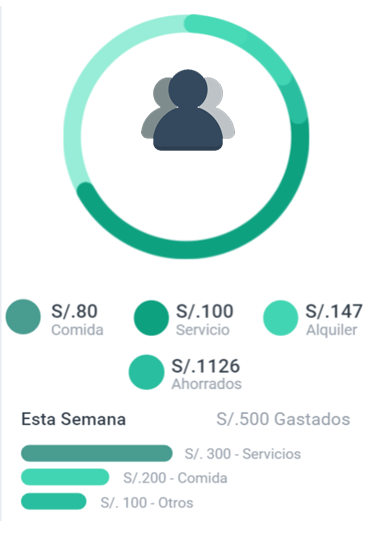 S/.80 S/.100 S/.147
Comida Servicio Alquiler
S/.1126
Ahorrados
Esta Semana S/.500 Gastados
S/. 300 - Servicios
S/.200 - Comida
S/. 100 - Otros